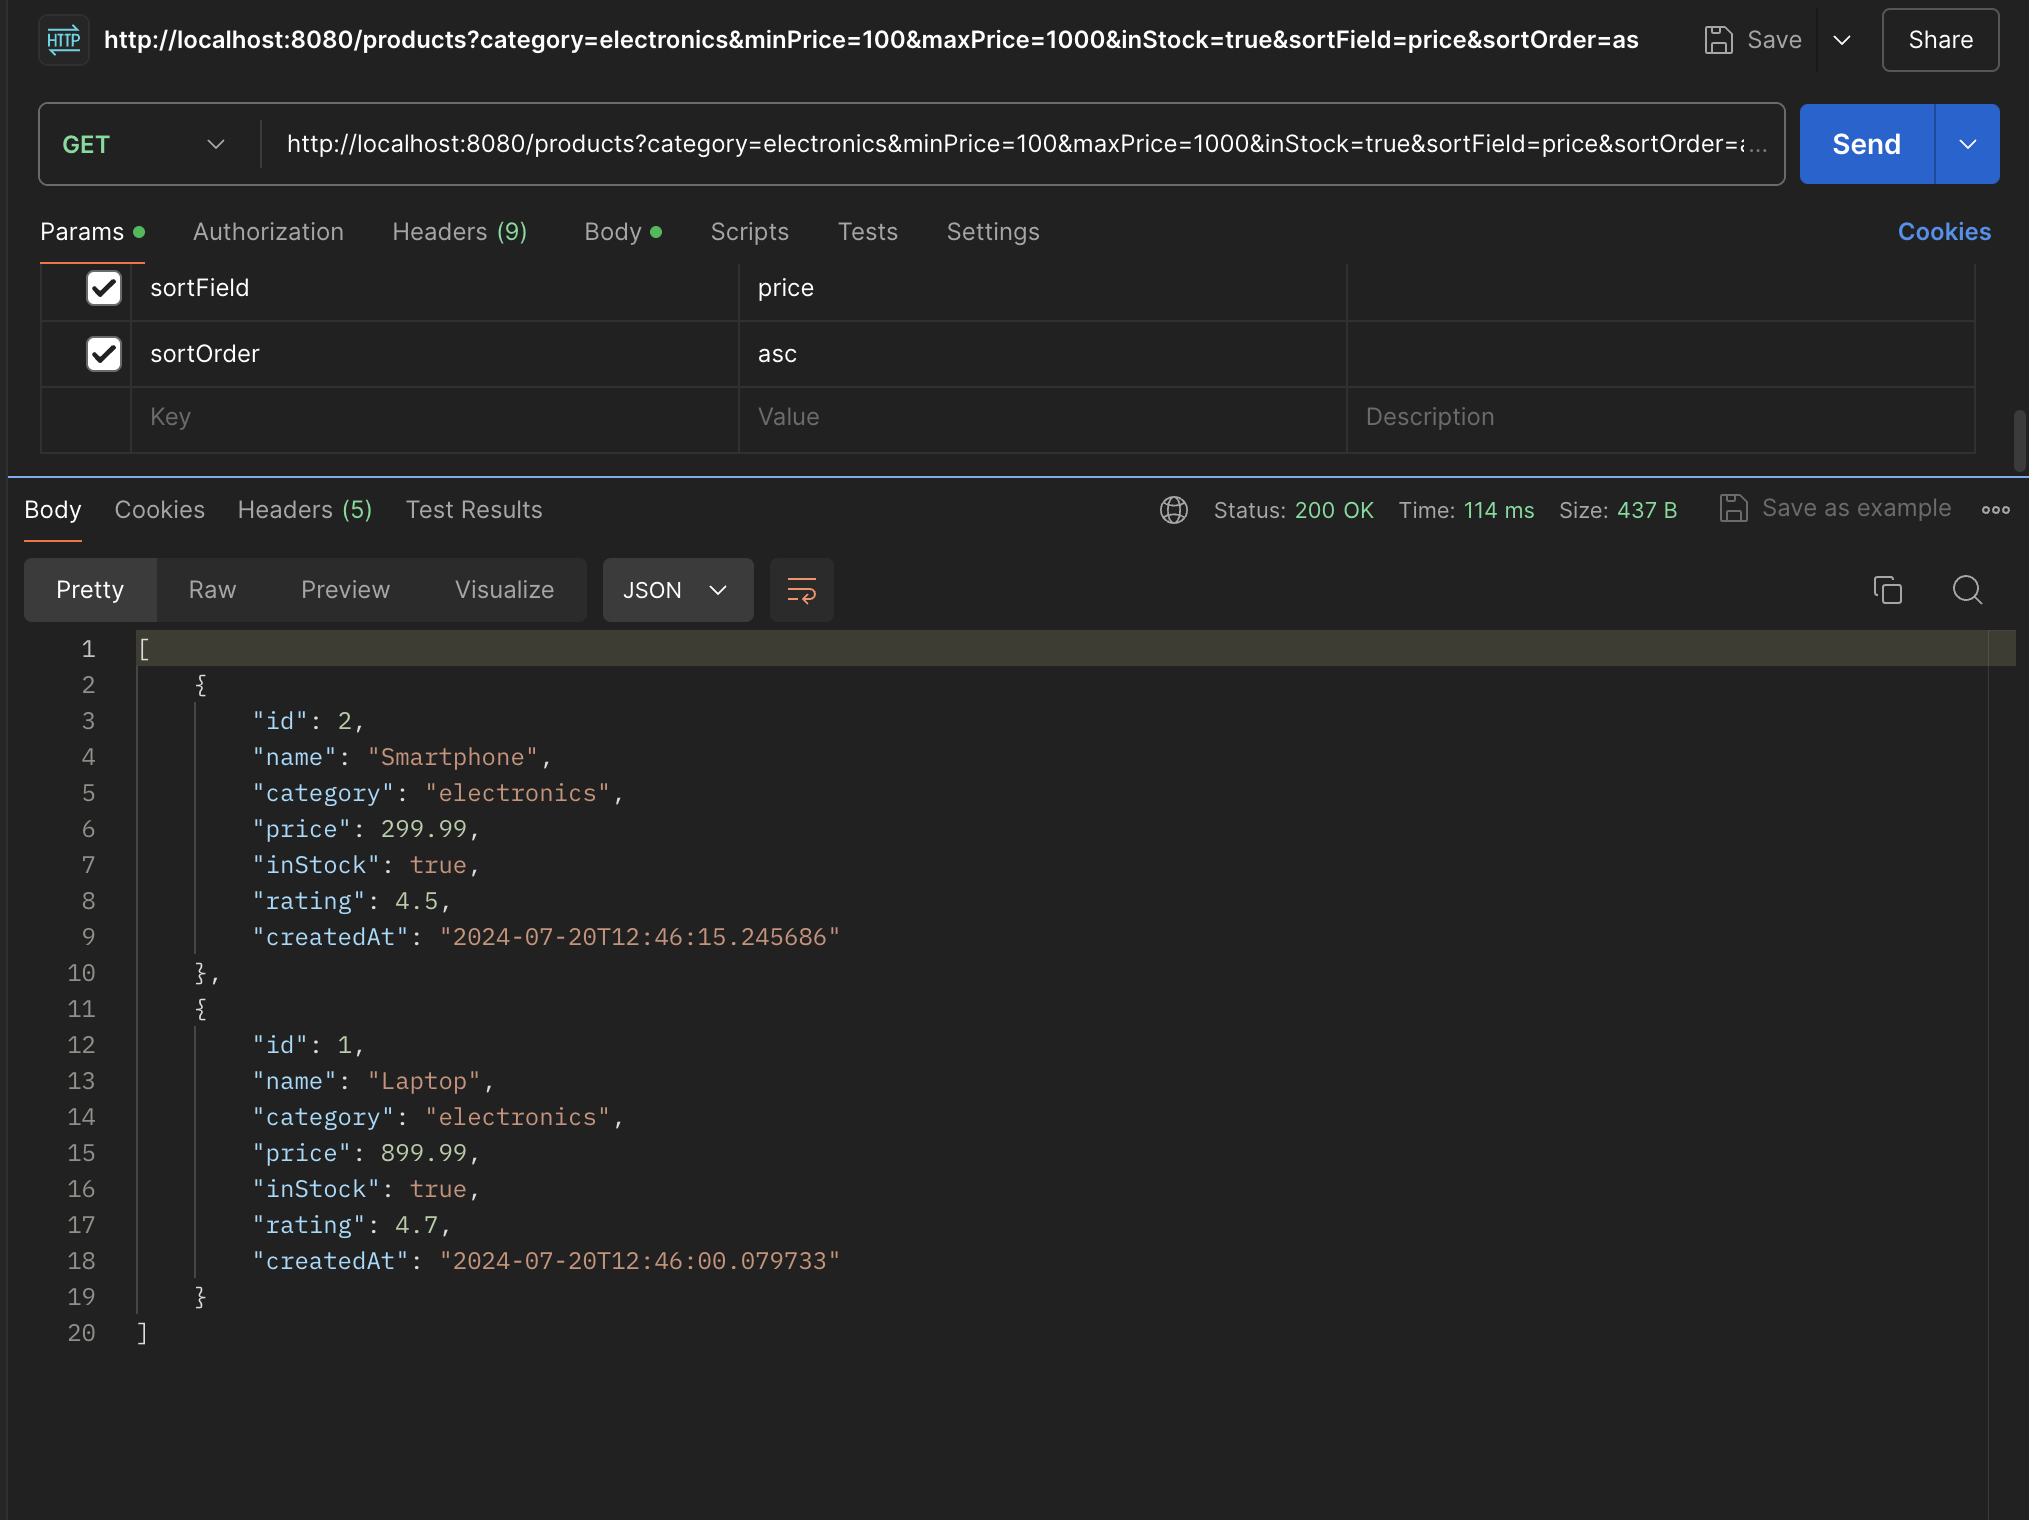 HTTP http://localhost:8080/products?category=electronics&minPrice=100&maxPrice=1000&inStock=true&sortField=price&sortOrder=as Save Share
GET http://localhost:8080/products?category=electronics&minPrice=100&maxPrice=1000&inStock=true&sortField=price&sortOrder=a... Send
Params Authorization Headers (9) Body Scripts Tests Settings Cookies
sortField price
sortOrder asc
Key Value Description
Body Cookies Headers (5) Test Results Status: 200 OK Time: 114 ms Size: 437 B Save as example
Pretty Raw Preview Visualize JSON
1 [
2 {
3 "id": 2,
4 "name": "Smartphone",
5 "category": "electronics",
6 "price": 299.99,
7 "inStock": true,
8 "rating": 4.5,
9 "createdAt": "2024-07-20T12:46:15.245686"
10 },
11 {
12 "id": 1,
13 "name": "Laptop",
14 "category": "electronics",
15 "price": 899.99,
16 "inStock": true,
17 "rating": 4.7,
18 "createdAt": "2024-07-20T12:46:00.079733"
19 }
20 ]